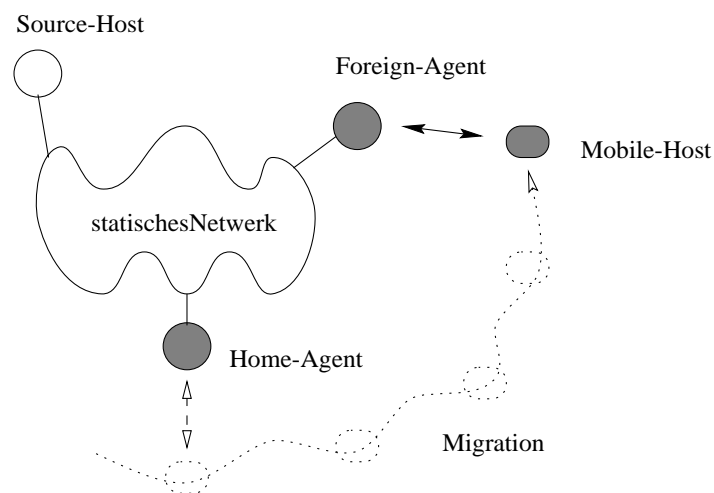 Source-Host
Foreign-Agent
Mobile-Host
statischesNetwerk
Home-Agent
Migration